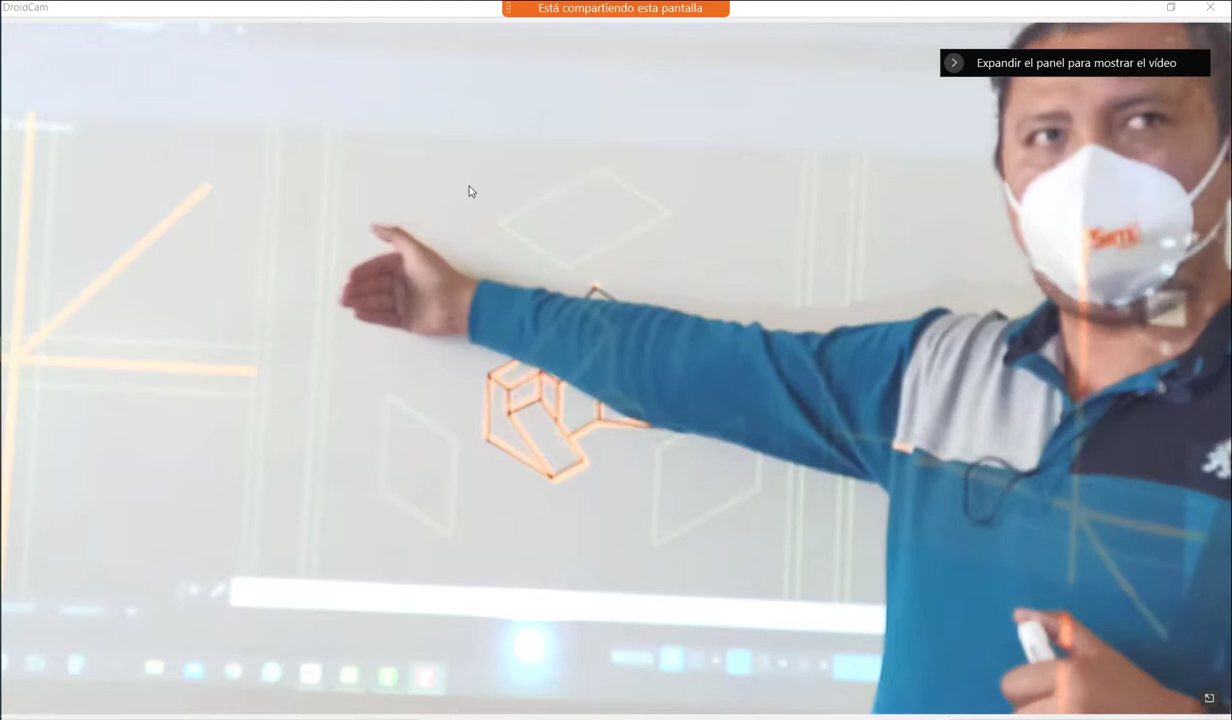 DroidCam
Está compartiendo esta pantalla
Expandir el panel para mostrar el vídeo